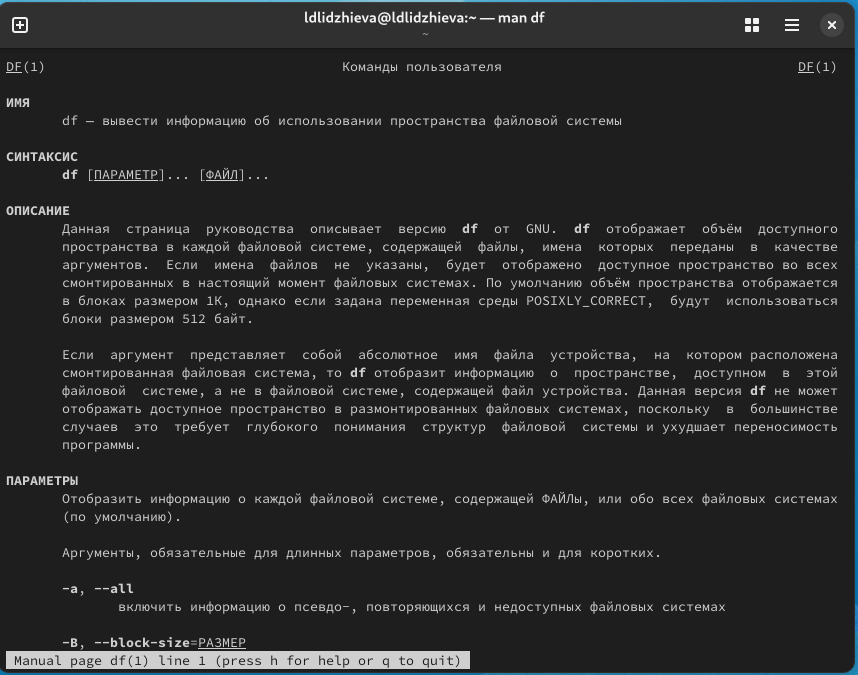 ldlidzhieva@ldlidzhieva:~ — man df
~
DF(1) Команды пользователя DF(1)
ИМЯ
df — вывести информацию об использовании пространства файловой системы
СИНТАКСИС
df [ПАРАМЕТР]... [ФАЙЛ]...
ОПИСАНИЕ
Данная страница руководства описывает версию df от GNU. df отображает объём доступного
пространства в каждой файловой системе, содержащей файлы, имена которых переданы в качестве
аргументов. Если имена файлов не указаны, будет отображено доступное пространство во всех
смонтированных в настоящий момент файловых системах. По умолчанию объём пространства отображается
в блоках размером 1K, однако если задана переменная среды POSIXLY_CORRECT, будут использоваться
блоки размером 512 байт.
Если аргумент представляет собой абсолютное имя файла устройства, на котором расположена
смонтированная файловая система, то df отобразит информацию о пространстве, доступном в этой
файловой системе, а не в файловой системе, содержащей файл устройства. Данная версия df не может
отображать доступное пространство в размонтированных файловых системах, поскольку в большинстве
случаев это требует глубокого понимания структур файловой системы и ухудшает переносимость
программы.
ПАРАМЕТРЫ
Отобразить информацию о каждой файловой системе, содержащей ФАЙЛы, или обо всех файловых системах
(по умолчанию).
Аргументы, обязательные для длинных параметров, обязательны и для коротких.
-a, --all
включить информацию о псевдо-, повторяющихся и недоступных файловых системах
-B, --block-size=РАЗМЕР
Manual page df(1) line 1 (press h for help or q to quit)